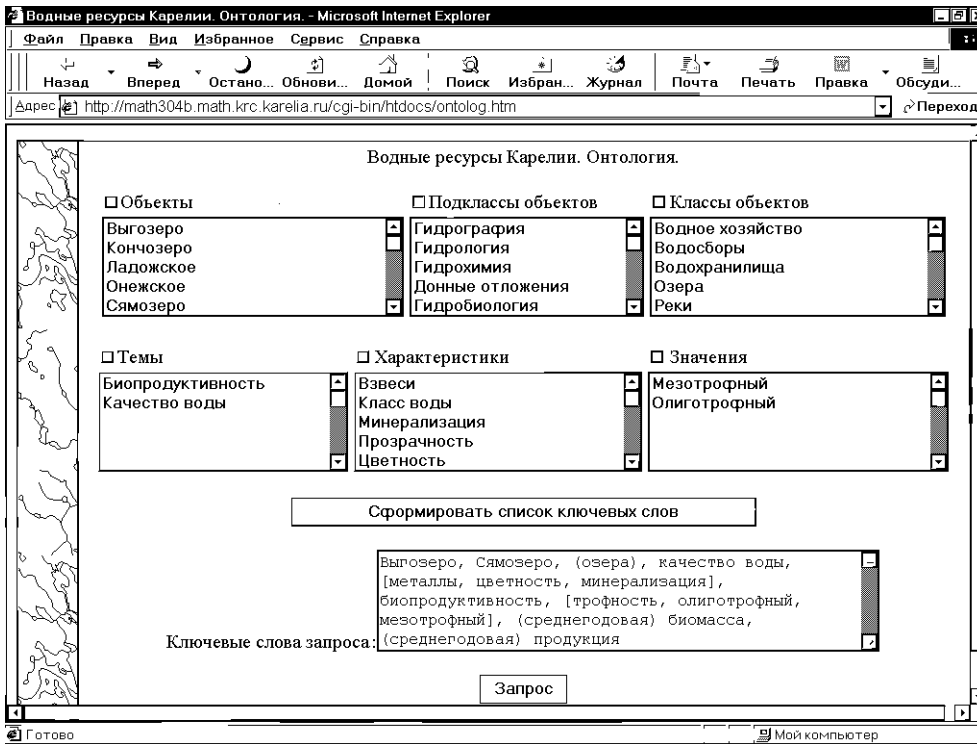 Водные ресурсы Карелии. Онтология. - Microsoft Internet Explorer
Файл Правка Вид Избранное Сервис Справка
Назад Вперед Остано... Обнови... Домой Поиск Избран... Журнал Почта Печать Правка Обсуди...
Адрес http://math304b.math.krc.karelia.ru/cgi-bin/htdocs/ontolog.htm Переход
Водные ресурсы Карелии. Онтология.
Объекты Подклассы объектов Классы объектов
Выгозеро Гидрография Водное хозяйство
Кончозеро Гидрология Водосборы
Ладожское Гидрохимия Водохранилища
Онежское Донные отложения Озера
Сямозеро Гидробиология Реки
Темы Характеристики Значения
Биопродуктивность Взвеси Мезотрофный
Качество воды Класс воды Олиготрофный
Минерализация
Прозрачность
Цветность
Сформировать список ключевых слов
Выгозеро, Сямозеро, (озера), качество воды,
[металлы, цветность, минерализация],
биопродуктивность, [трофность, олиготрофный,
мезотрофный], (среднегодовая) биомасса,
Ключевые слова запроса: (среднегодовая) продукция
Запрос
Готово Мой компьютер